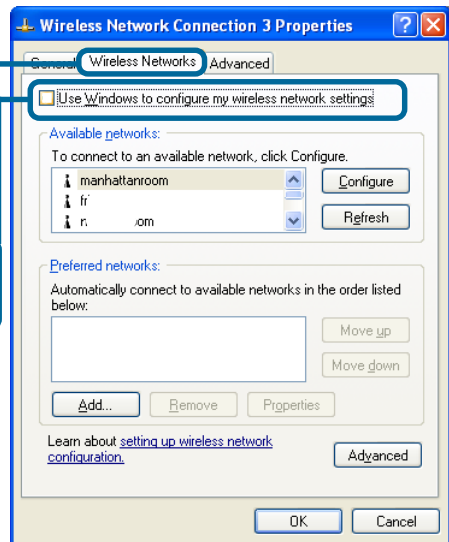 Wireless Network Connection 3 Properties
General Wireless Networks Advanced
Use Windows to configure my wireless network settings
Available networks:
To connect to an available network, click Configure.
manhattanroom
Configure
Refresh
Preferred networks:
Automatically connect to available networks in the order listed
below:
Move up
Move down
Add... Remove Properties
Learn about setting up wireless network
configuration.
Advanced
OK Cancel